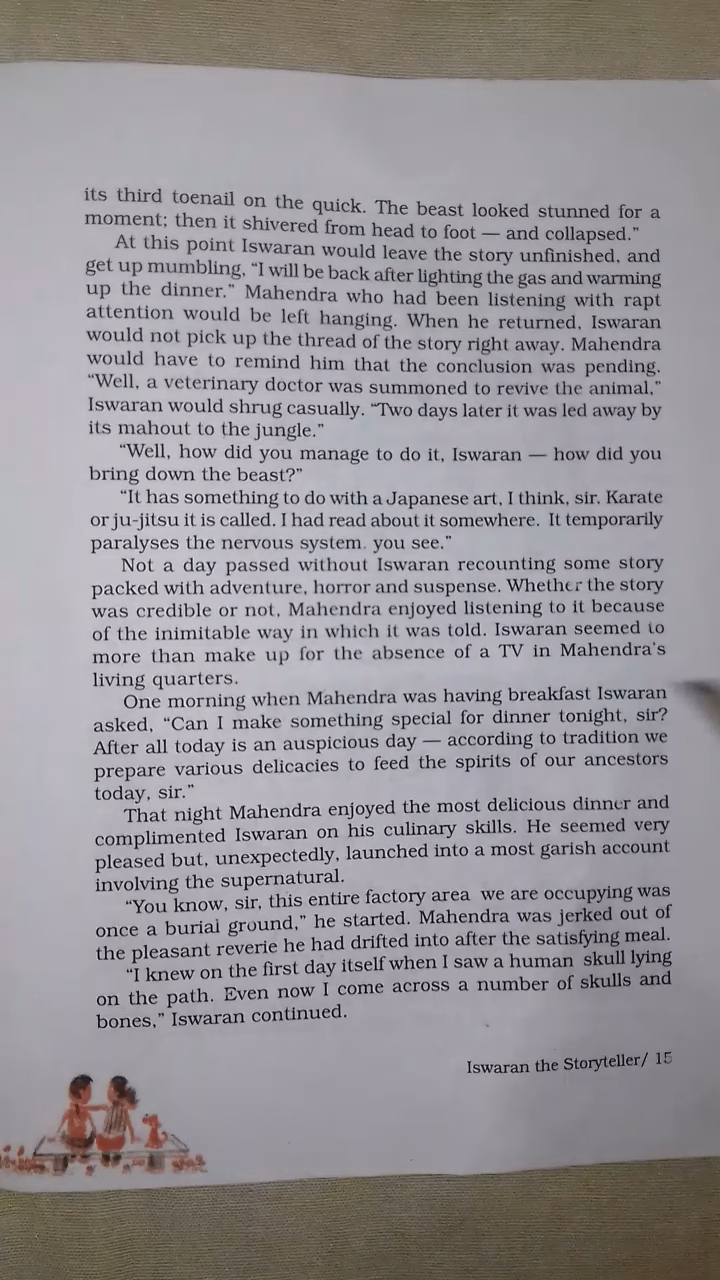 its third toenail on the quick. The beast looked stunned for a
moment; then it shivered from head to foot — and collapsed.”
At this point Iswaran would leave the story unfinished, and
get up mumbling, “I will be back after lighting the gas and warming
up the dinner.” Mahendra who had been listening with rapt
attention would be left hanging. When he returned, Iswaran
would not pick up the thread of the story right away. Mahendra
would have to remind him that the conclusion was pending.
“Well, a veterinary doctor was summoned to revive the animal,”
Iswaran would shrug casually. “Two days later it was led away by
its mahout to the jungle.”
“Well, how did you manage to do it, Iswaran — how did you
bring down the beast?”
“It has something to do with a Japanese art, I think, sir. Karate
or ju-jitsu it is called. I had read about it somewhere. It temporarily
paralyses the nervous system, you see.”
Not a day passed without Iswaran recounting some story
packed with adventure, horror and suspense. Whether the story
was credible or not, Mahendra enjoyed listening to it because
of the inimitable way in which it was told. Iswaran seemed to
more than make up for the absence of a TV in Mahendra's
living quarters.
One morning when Mahendra was having breakfast Iswaran
asked, “Can I make something special for dinner tonight, sir?
After all today is an auspicious day — according to tradition we
prepare various delicacies to feed the spirits of our ancestors
today, sir.”
That night Mahendra enjoyed the most delicious dinner and
complimented Iswaran on his culinary skills. He seemed very
pleased but, unexpectedly, launched into a most garish account
involving the supernatural.
“You know, sir, this entire factory area we are occupying was
once a burial ground,” he started. Mahendra was jerked out of
the pleasant reverie he had drifted into after the satisfying meal.
“I knew on the first day itself when I saw a human skull lying
on the path. Even now I come across a number of skulls and
bones,” Iswaran continued.
Iswaran the Storyteller/ 15